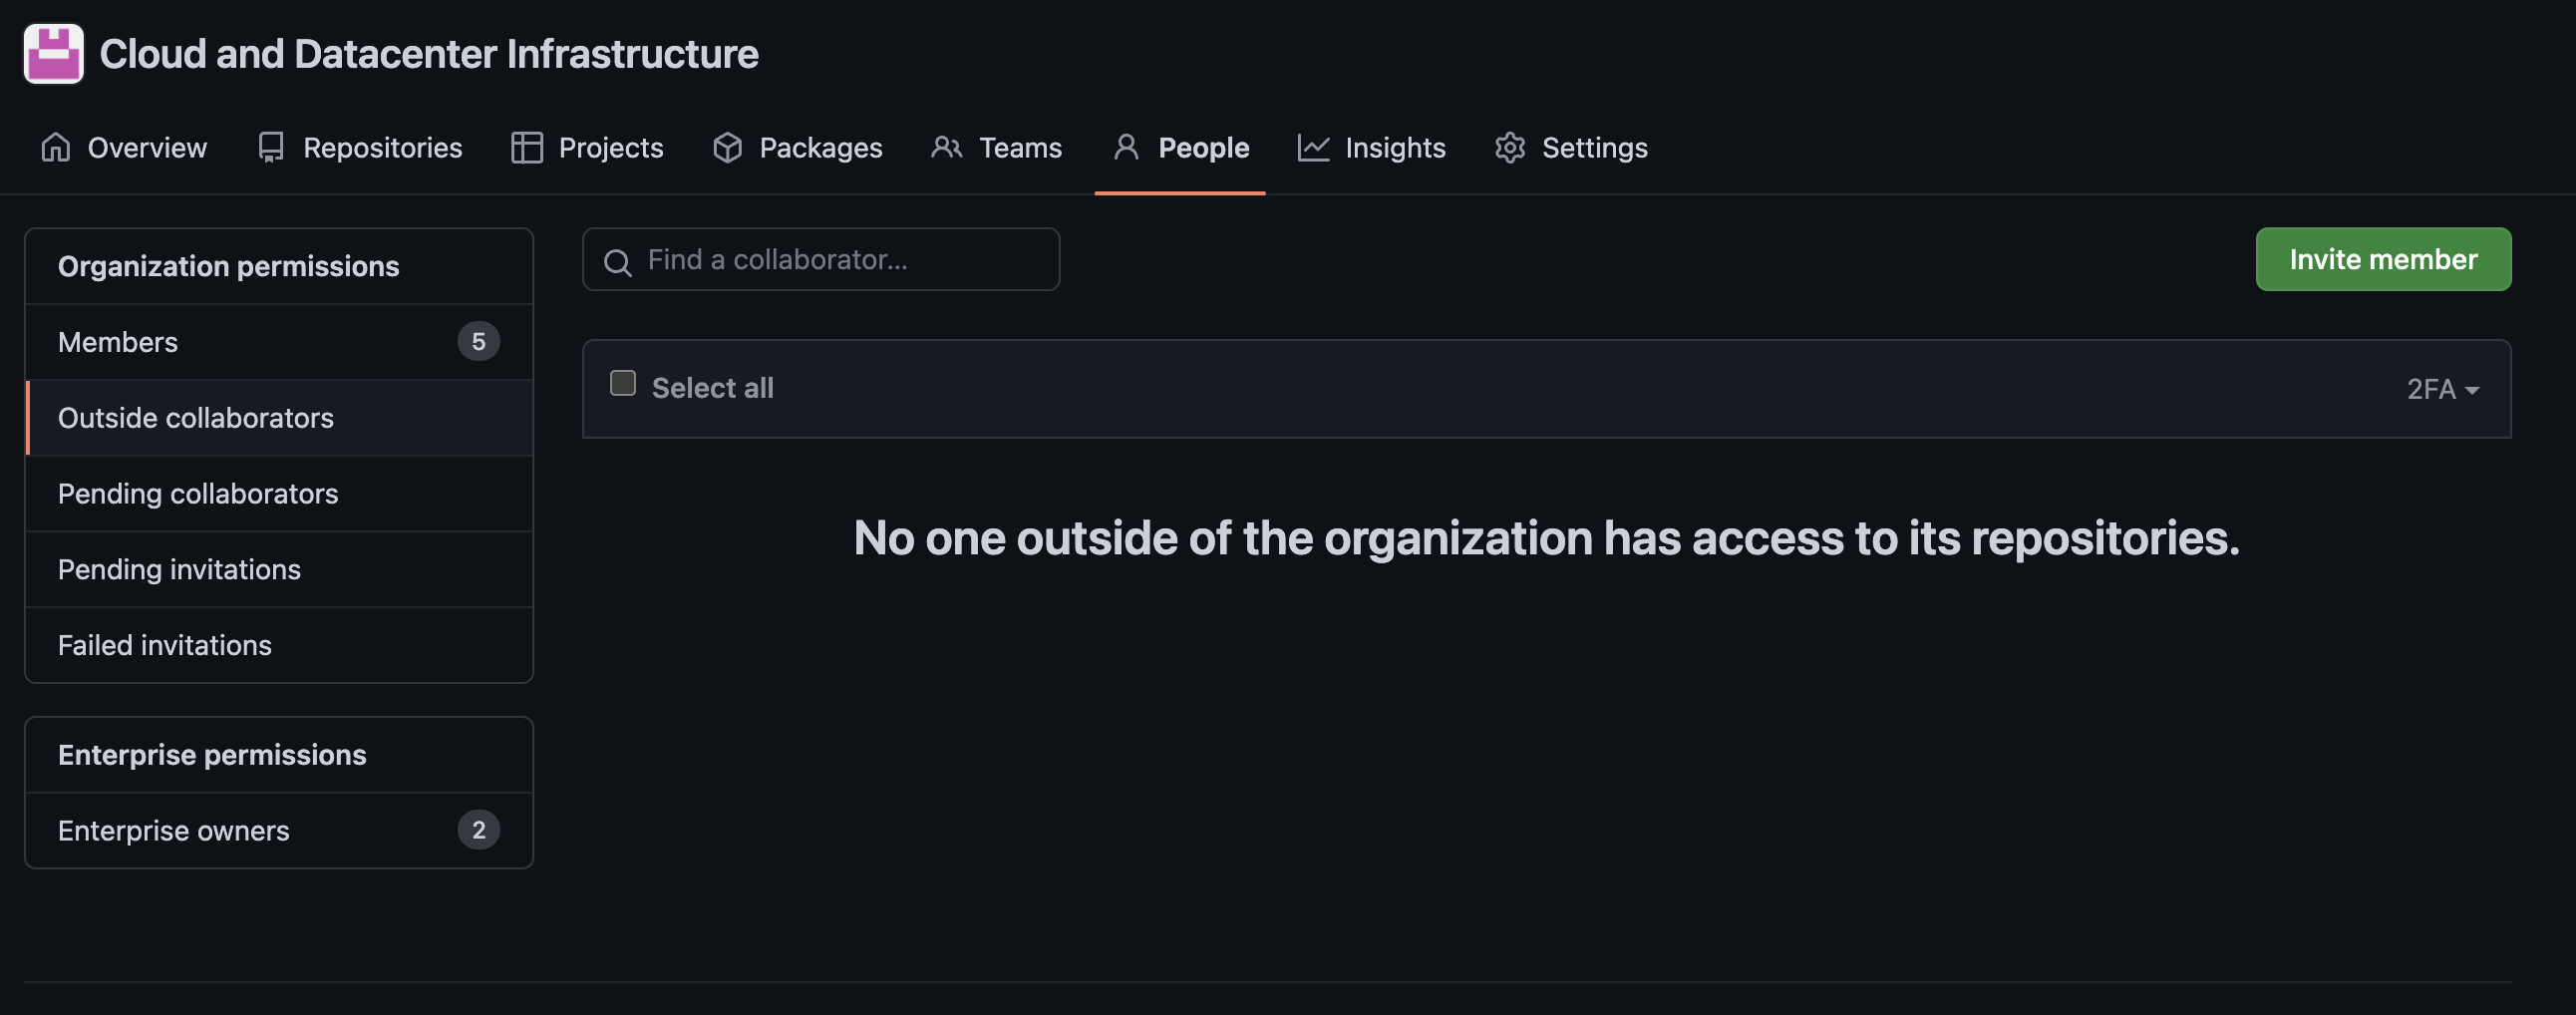 Cloud and Datacenter Infrastructure
Overview Repositories Projects Packages Teams People Insights Settings
Organization permissions
Members 5
Outside collaborators
Pending collaborators
Pending invitations
Failed invitations
Enterprise permissions
Enterprise owners 2
Find a collaborator...
Invite member
Select all
2FA
No one outside of the organization has access to its repositories.